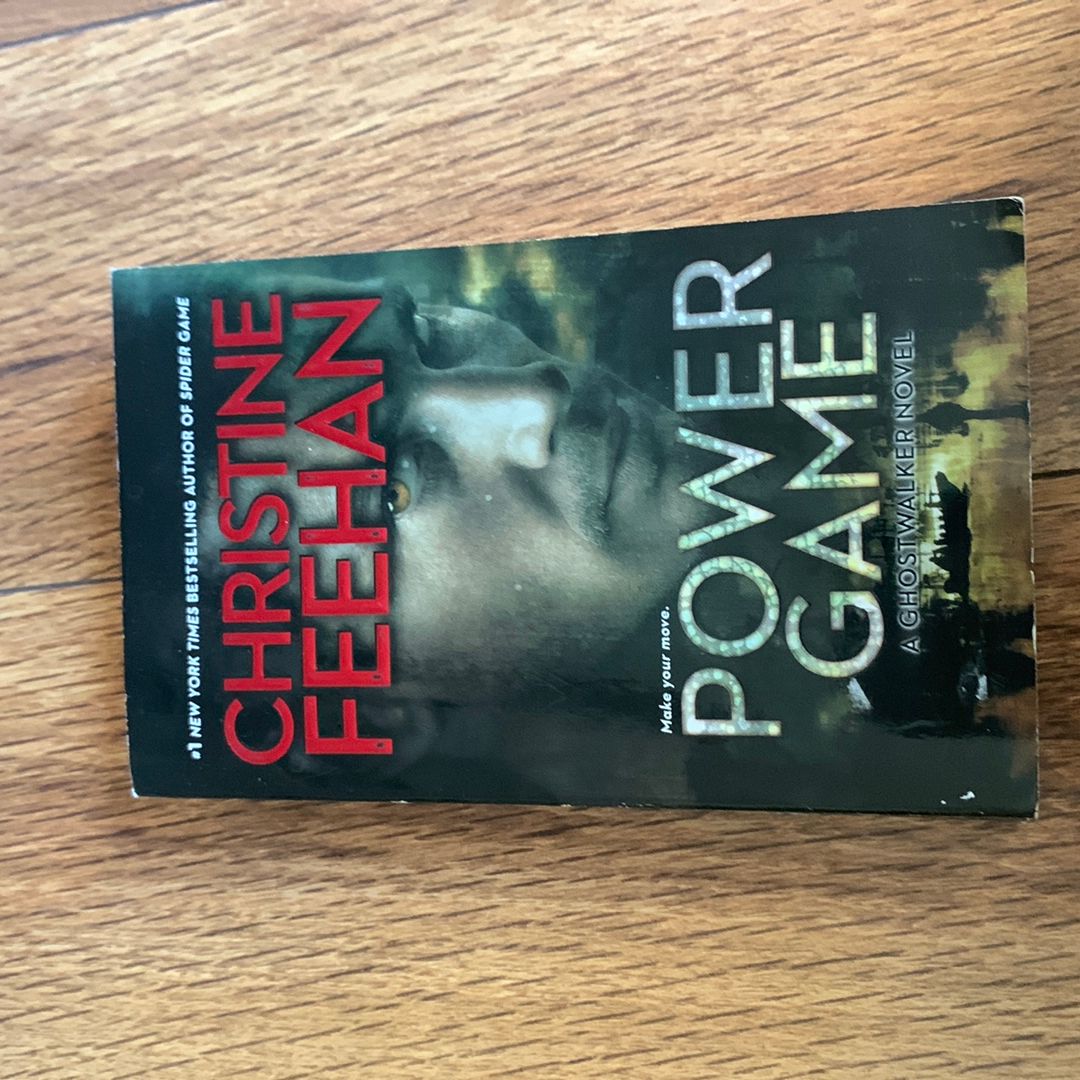 #1 NEW YORK TIMES BESTSELLING AUTHOR OF SPIDER GAME
CHRISTINE
FEEHAN
Make your move.
POWER
GAME
A GHOSTWALKER NOVEL